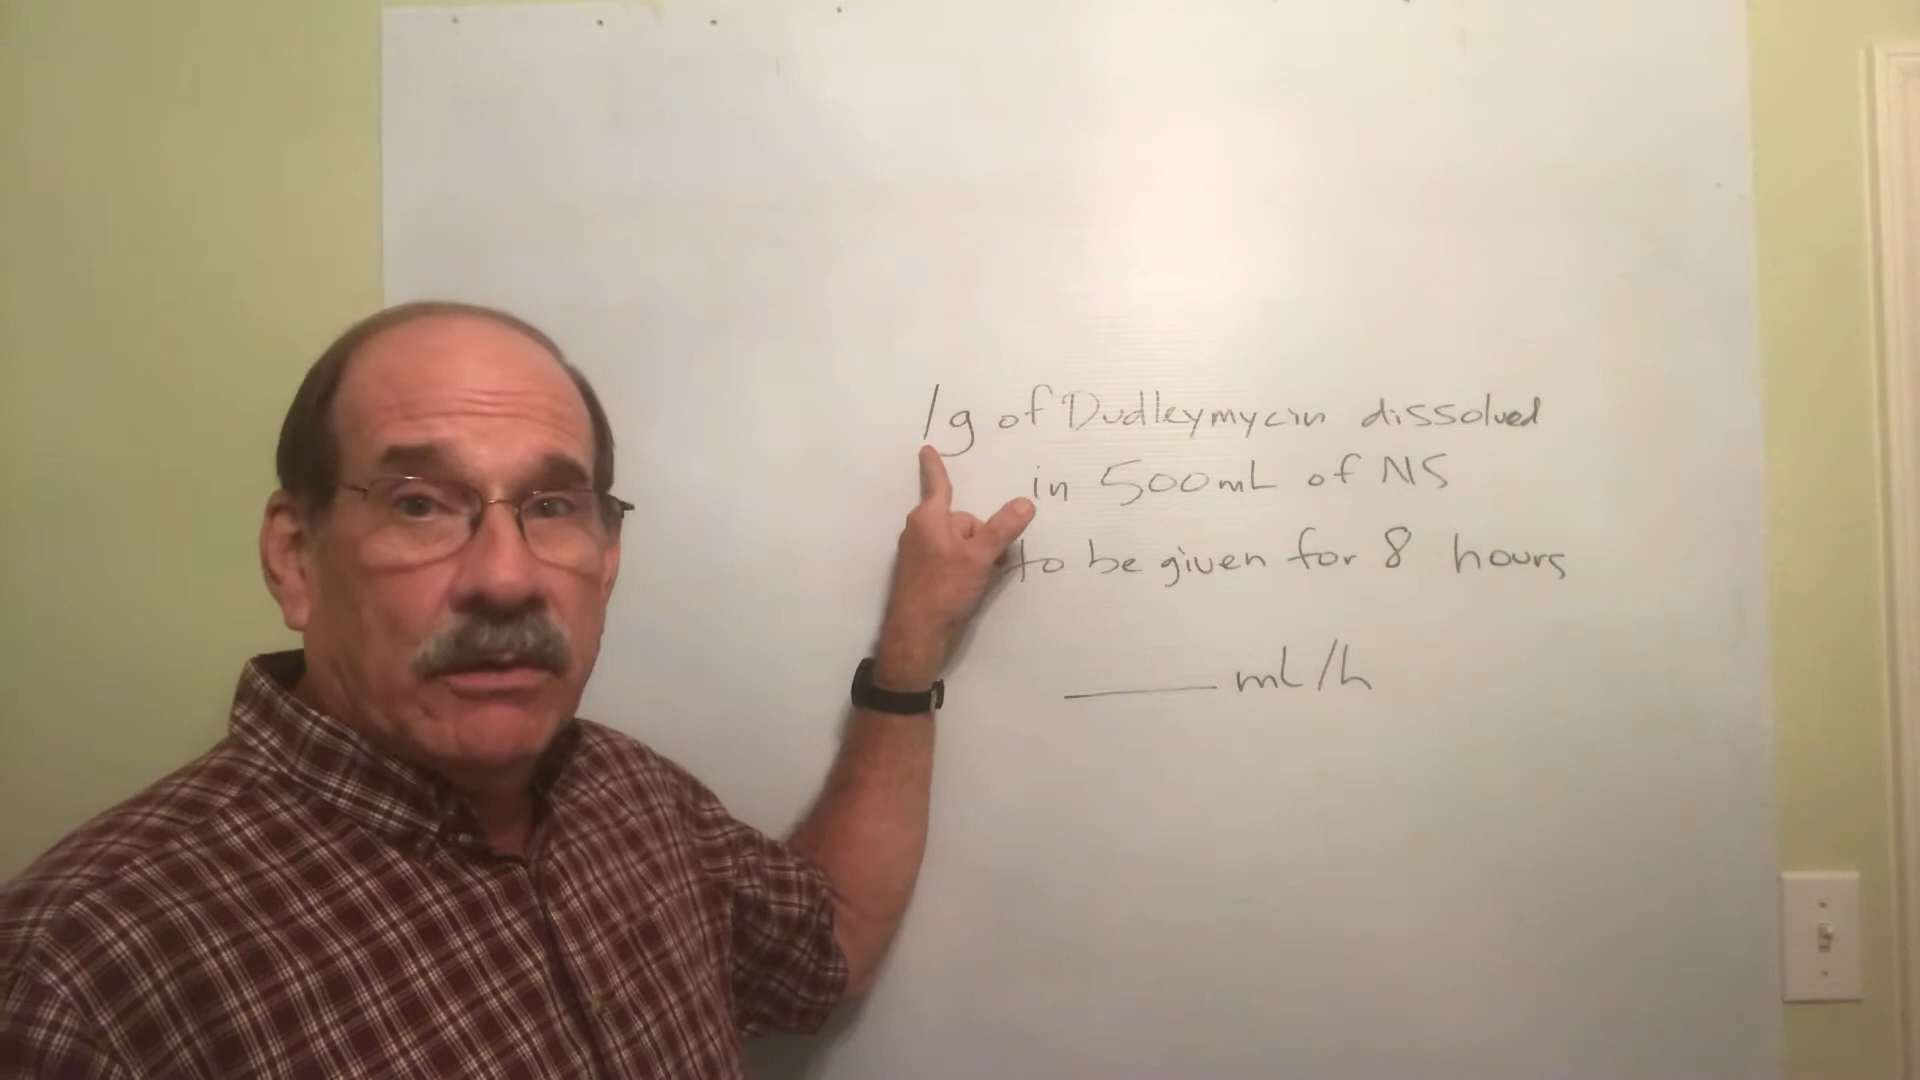 1g of Dudleymycin dissolved
in 500mL of NS
to be given for 8 hours
____ mL/h